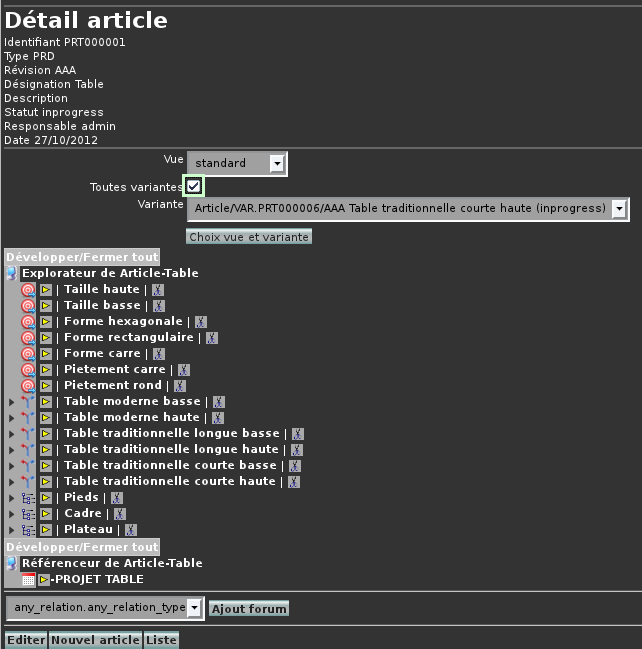 Détail article
Identifiant PRT000001
Type PRD
Révision AAA
Désignation Table
Description
Statut inprogress
Responsable admin
Date 27/10/2012
Vue standard
Toutes variantes
Variante Article/VAR.PRT000006/AAA Table traditionnelle courte haute (inprogress)
Choix vue et variante
Développer/Fermer tout
Explorateur de Article-Table
| Taille haute |
| Taille basse |
| Forme hexagonale |
| Forme rectangulaire |
| Forme carre |
| Pietement carre |
| Pietement rond |
| Table moderne basse |
| Table moderne haute |
| Table traditionnelle longue basse |
| Table traditionnelle longue haute |
| Table traditionnelle courte basse |
| Table traditionnelle courte haute |
| Pieds |
| Cadre |
| Plateau |
Développer/Fermer tout
Référenceur de Article-Table
-PROJET TABLE
any_relation.any_relation_type Ajout forum
Editer Nouvel article Liste